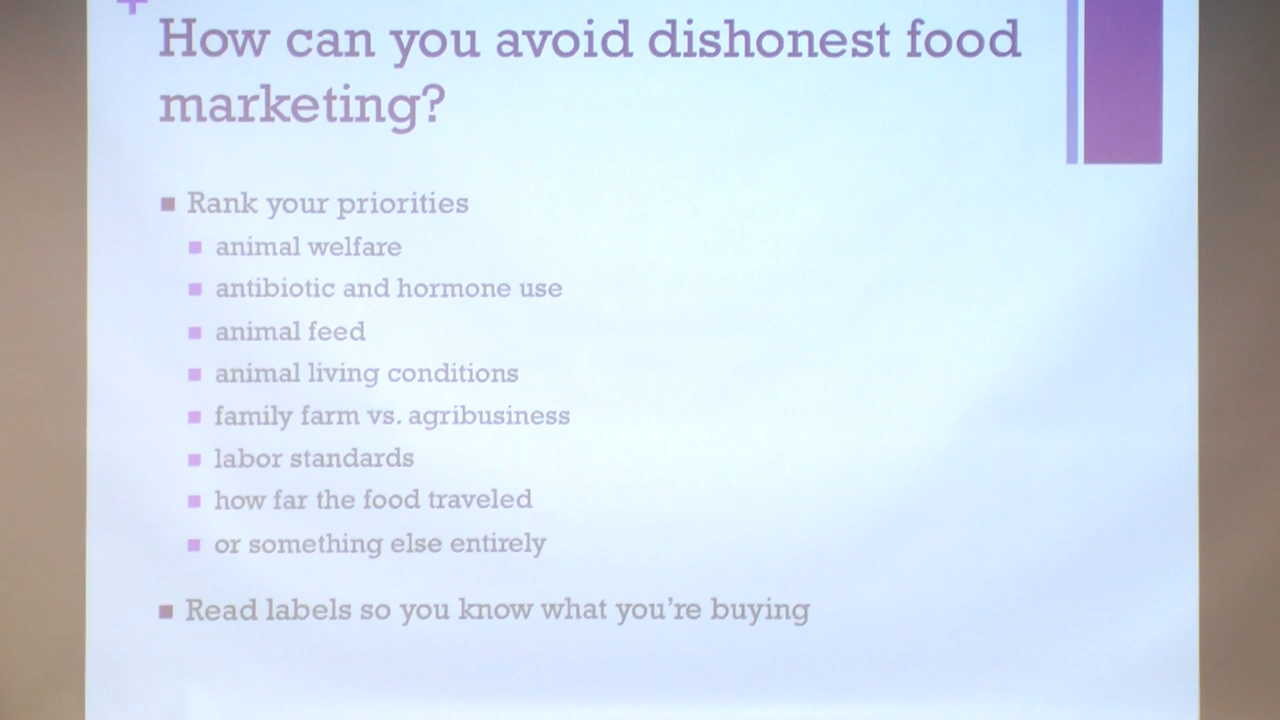 How can you avoid dishonest food
marketing?
Rank your priorities
animal welfare
antibiotic and hormone use
animal feed
animal living conditions
family farm vs. agribusiness
labor standards
how far the food traveled
or something else entirely
Read labels so you know what you're buying